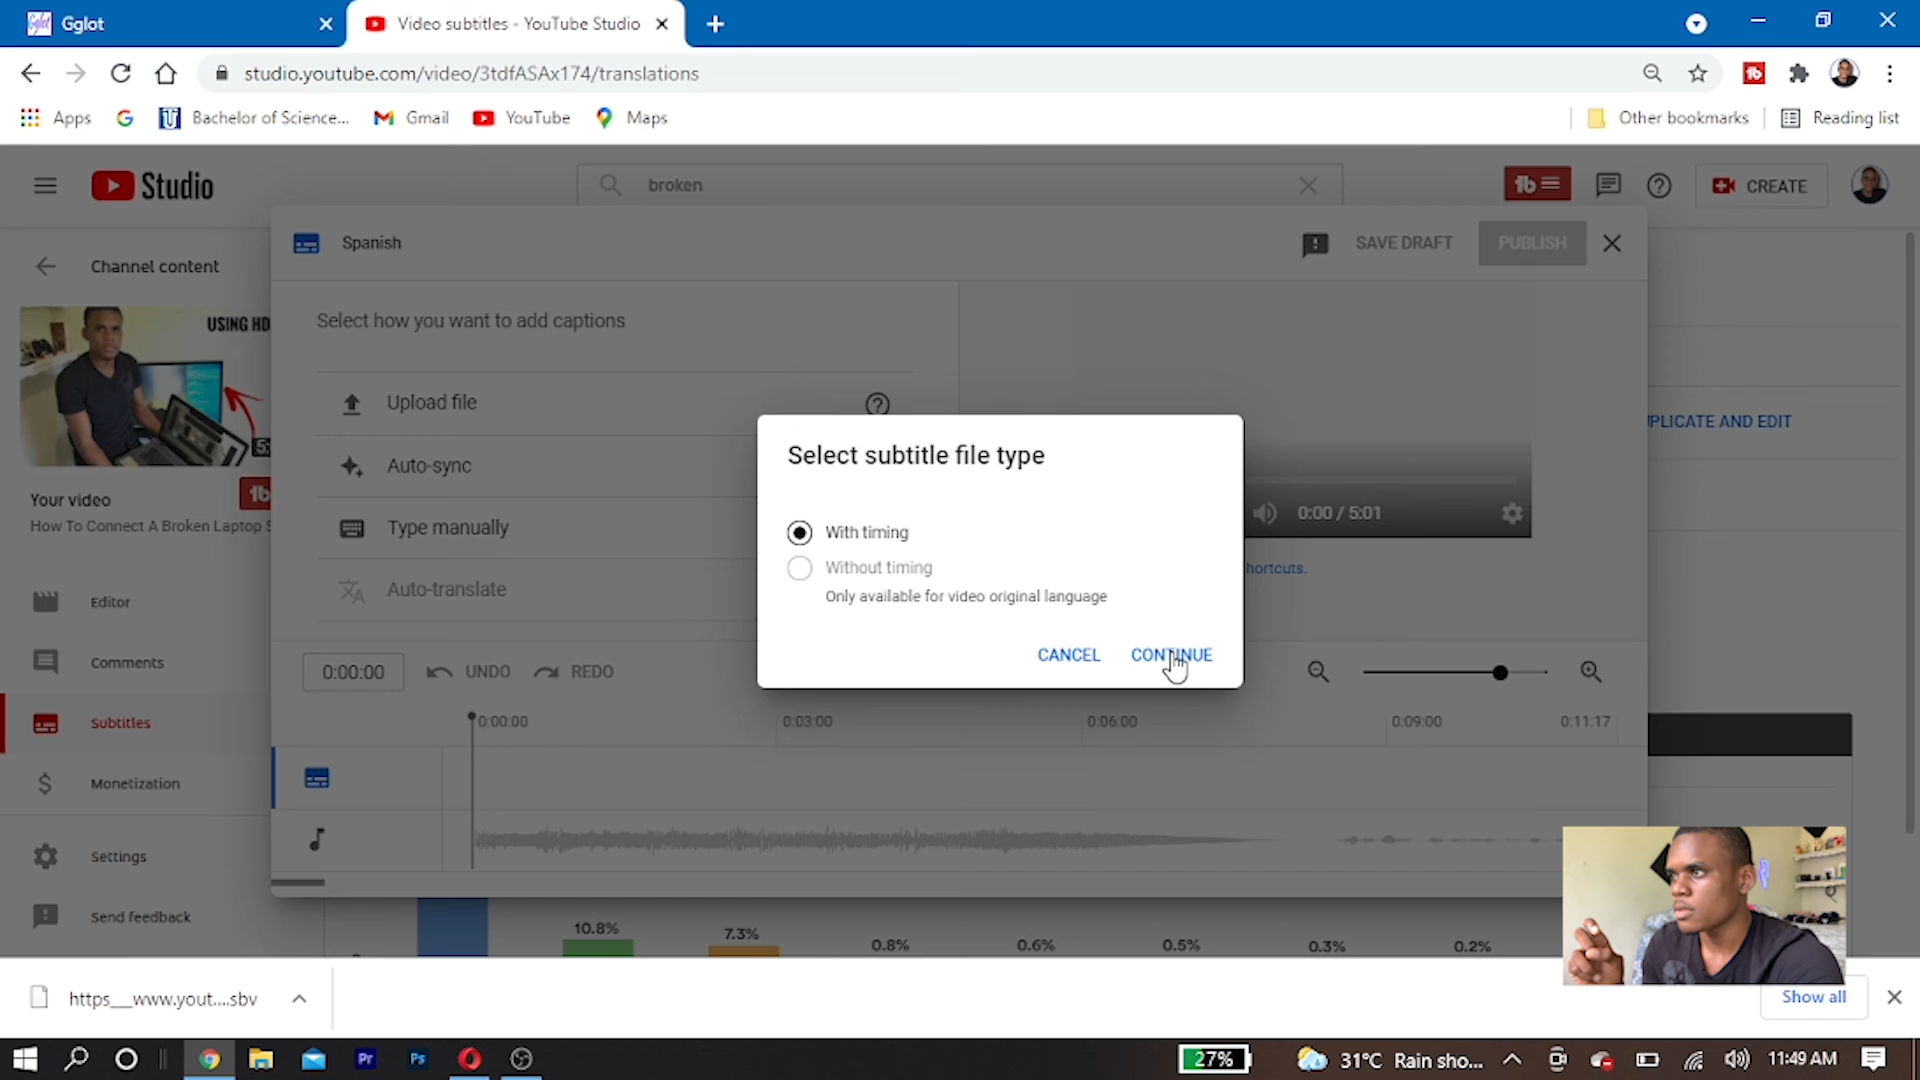 Gglot
Video subtitles - YouTube Studio
studio.youtube.com/video/3tdfASAx174/translations
Apps
Bachelor of Science...
Gmail
YouTube
Maps
Other bookmarks
Reading list
Studio
broken
CREATE
Channel content
USING HD
Your video
How To Connect A Broken Laptop S
Editor
Comments
Subtitles
Monetization
Settings
Send feedback
Spanish
SAVE DRAFT
PUBLISH
Select how you want to add captions
Upload file
Auto-sync
Type manually
Auto-translate
Select subtitle file type
With timing
Without timing
Only available for video original language
CANCEL
CONTINUE
0:00 / 5:01
hortcuts.
PLICATE AND EDIT
0:00:00
UNDO
REDO
0:00:00
0:03:00
0:06:00
0:09:00
0:11:17
10.8%
7.3%
0.8%
0.6%
0.5%
0.3%
0.2%
https__www.yout....sbv
Show all
Pr
Ps
27%
31°C Rain sho...
11:49 AM